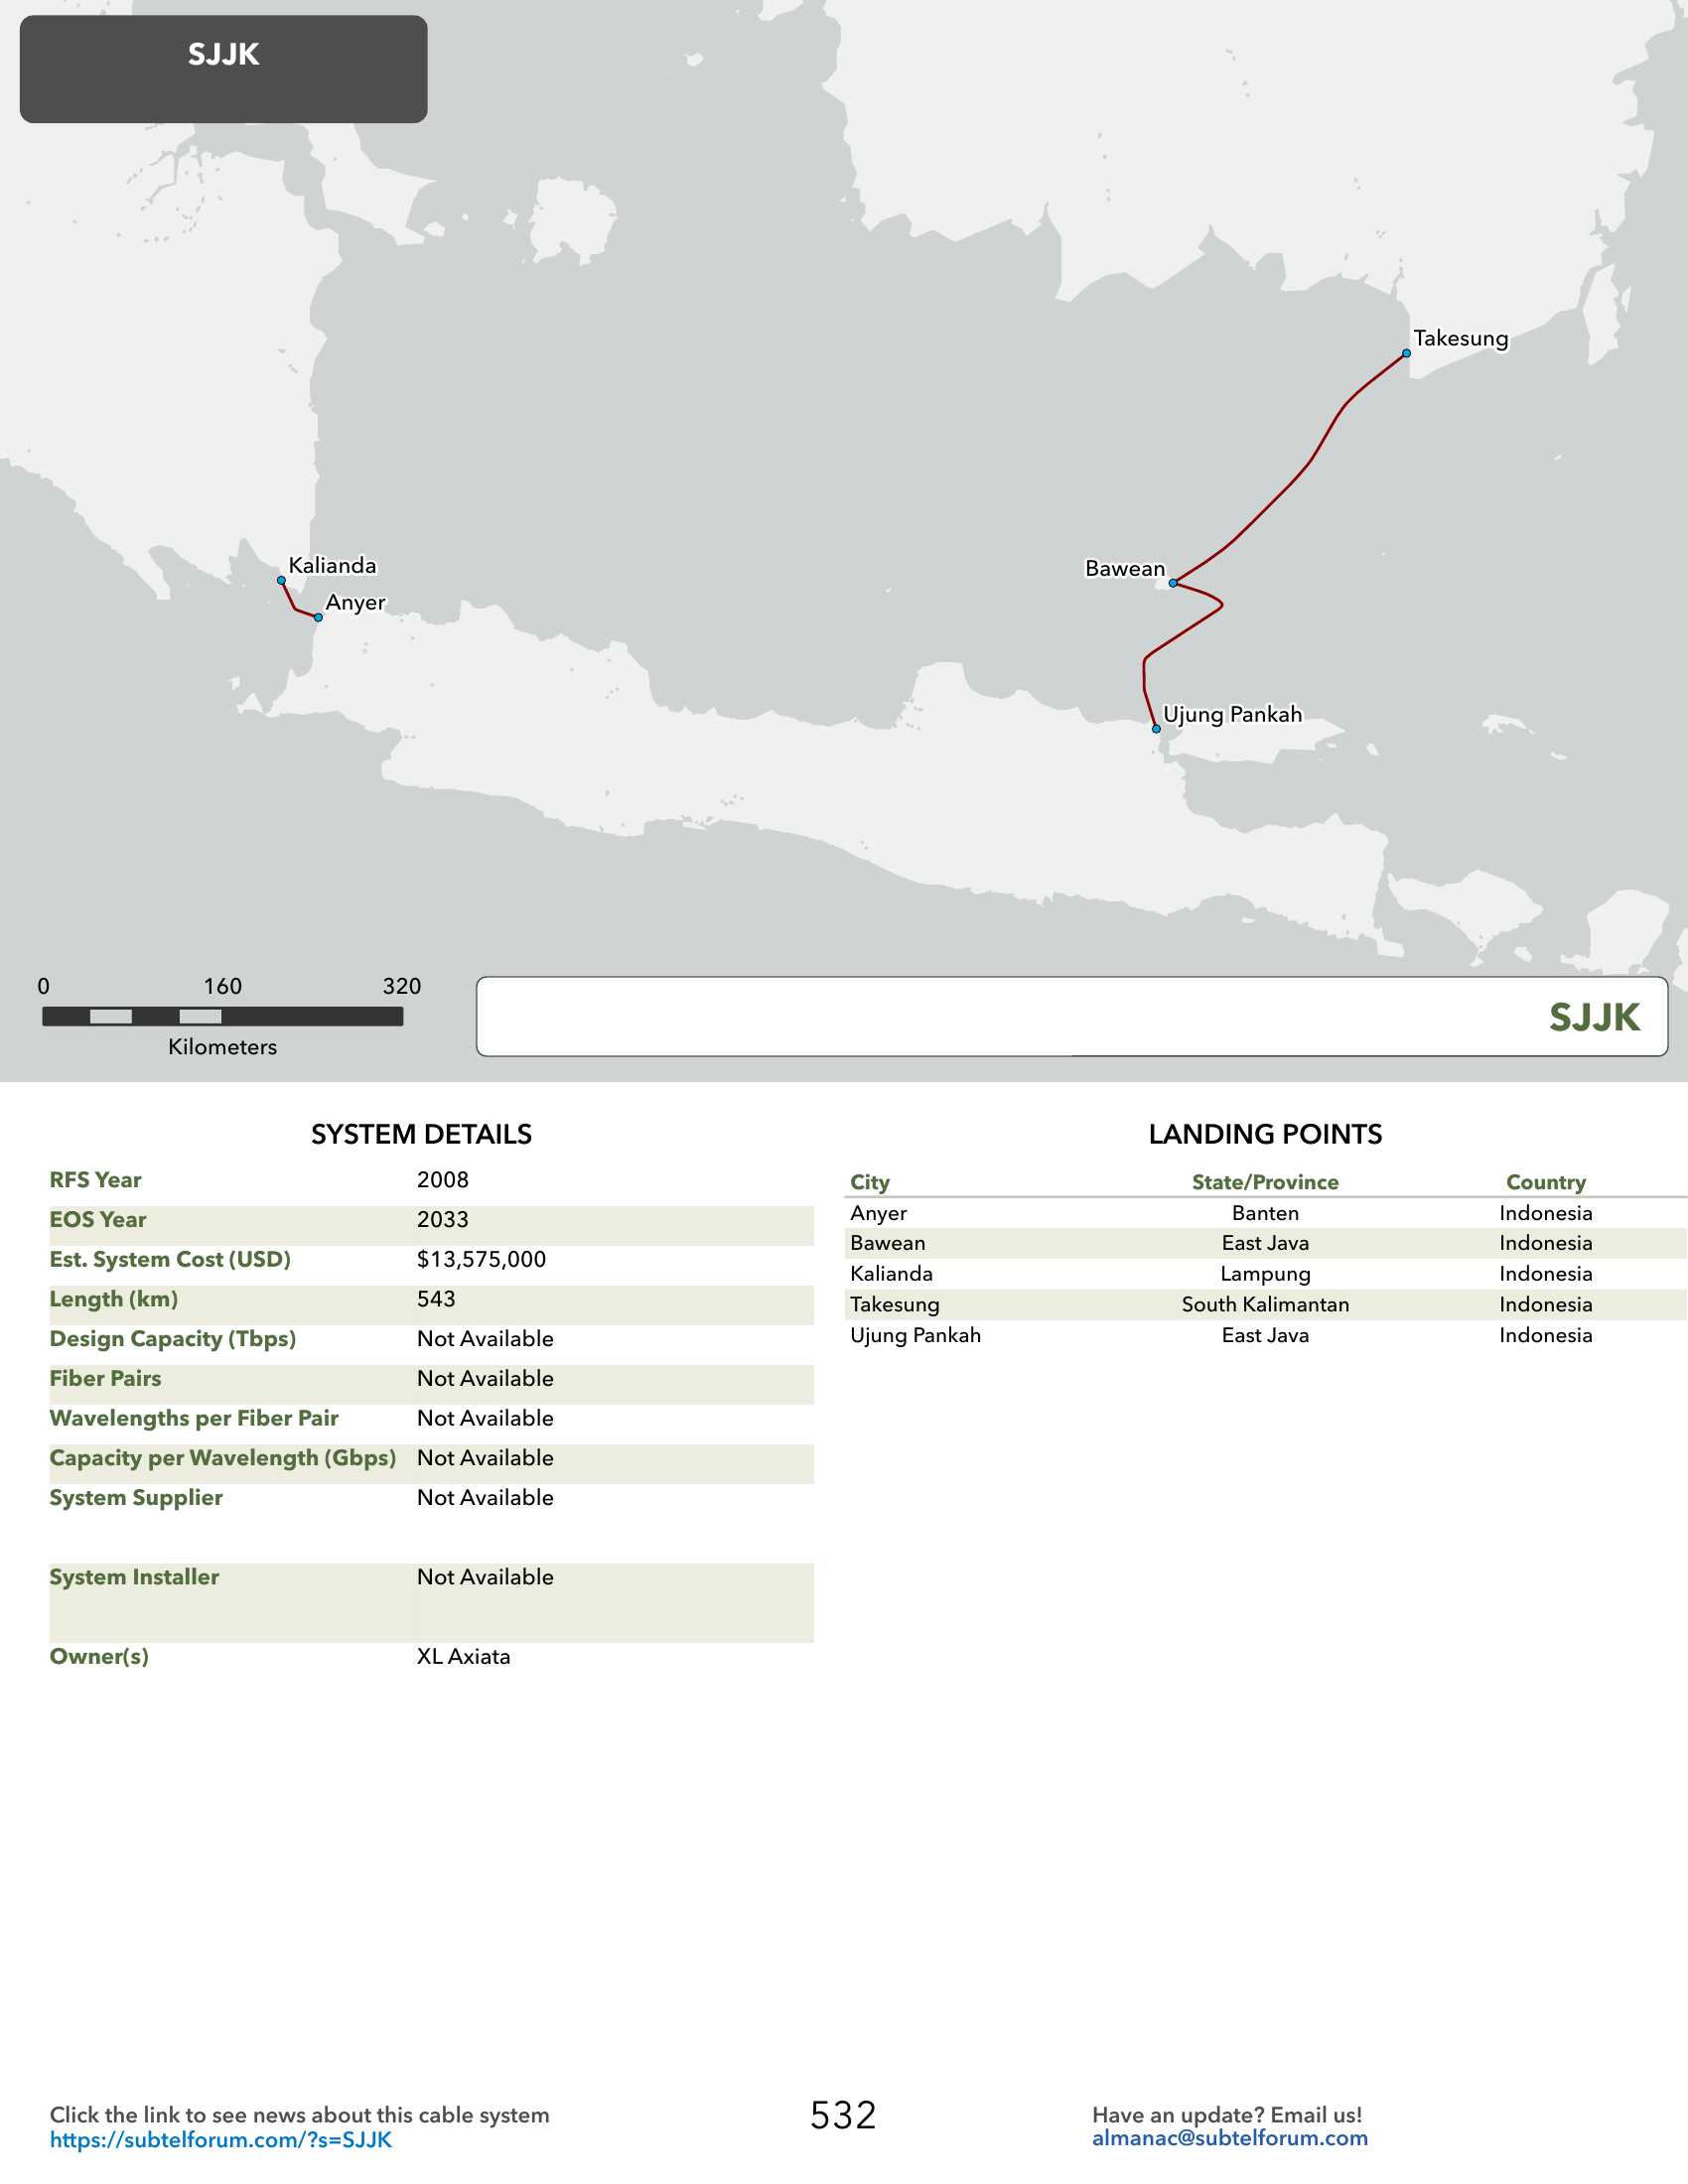 SJJK
Takesung
Kalianda
Bawean
Anyer
Ujung Pankah
0 160 320
Kilometers
SJJK
SYSTEM DETAILS
RFS Year 2008
EOS Year 2033
Est. System Cost (USD) $13,575,000
Length (km) 543
Design Capacity (Tbps) Not Available
Fiber Pairs Not Available
Wavelengths per Fiber Pair Not Available
Capacity per Wavelength (Gbps) Not Available
System Supplier Not Available
System Installer Not Available
Owner(s) XL Axiata
LANDING POINTS
City State/Province Country
Anyer Banten Indonesia
Bawean East Java Indonesia
Kalianda Lampung Indonesia
Takesung South Kalimantan Indonesia
Ujung Pankah East Java Indonesia
Click the link to see news about this cable system
https://subtelforum.com/?s=SJJK
532
Have an update? Email us!
almanac@subtelforum.com